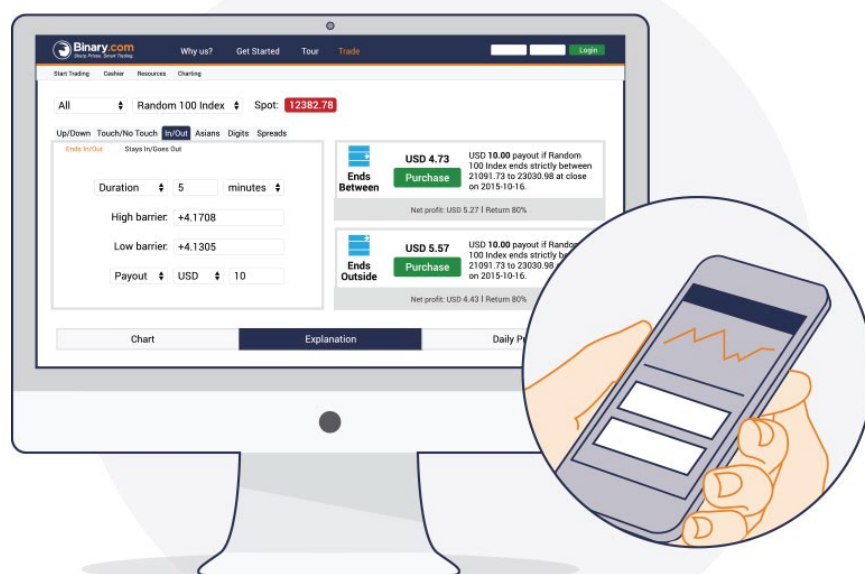 Binary.com
Sharp Prices. Smart Trading.
Why us? Get Started Tour Trade
Login
Start Trading Cashier Resources Charting
All Random 100 Index Spot: 12382.78
Up/Down Touch/No Touch In/Out Asians Digits Spreads
Ends In/Out Stays In/Goes Out
Duration 5 minutes
High barrier: +4.1708
Low barrier: +4.1305
Payout USD 10
Ends Between
USD 4.73
Purchase
USD 10.00 payout if Random
100 Index ends strictly between
21091.73 to 23030.98 at close
on 2015-10-16.
Net profit: USD 5.27 | Return 80%
Ends Outside
USD 5.57
Purchase
USD 10.00 payout if Random
100 Index ends strictly
21091.73 to 23030.98
on 2015-10-16.
Net profit: USD 4.43 | Return 80%
Chart Explanation Daily